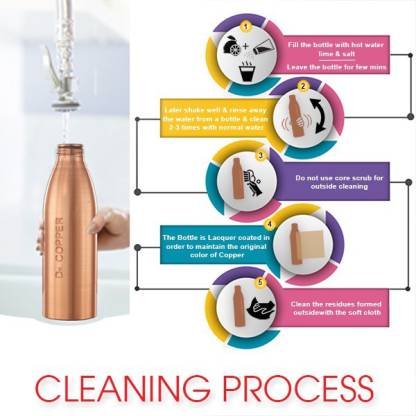 1
Fill the bottle with hot water
lime & salt
Leave the bottle for few mins
2
Later shake well & rinse away
the water from a bottle & clean
2-3 times with normal water
3
Do not use core scrub for
outside cleaning
4
The Bottle is Lacquer coated in
order to maintain the original
color of Copper
5
Clean the residues formed
outsidewith the soft cloth
Dr. COPPER
CLEANING PROCESS